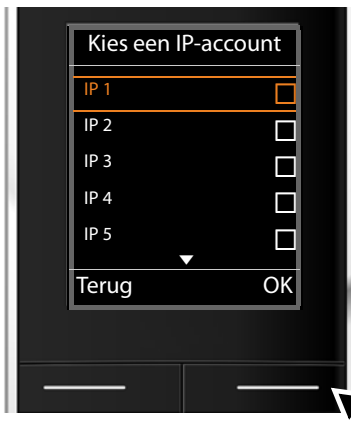 Kies een IP-account
IP 1
IP 2
IP 3
IP 4
IP 5
Terug OK